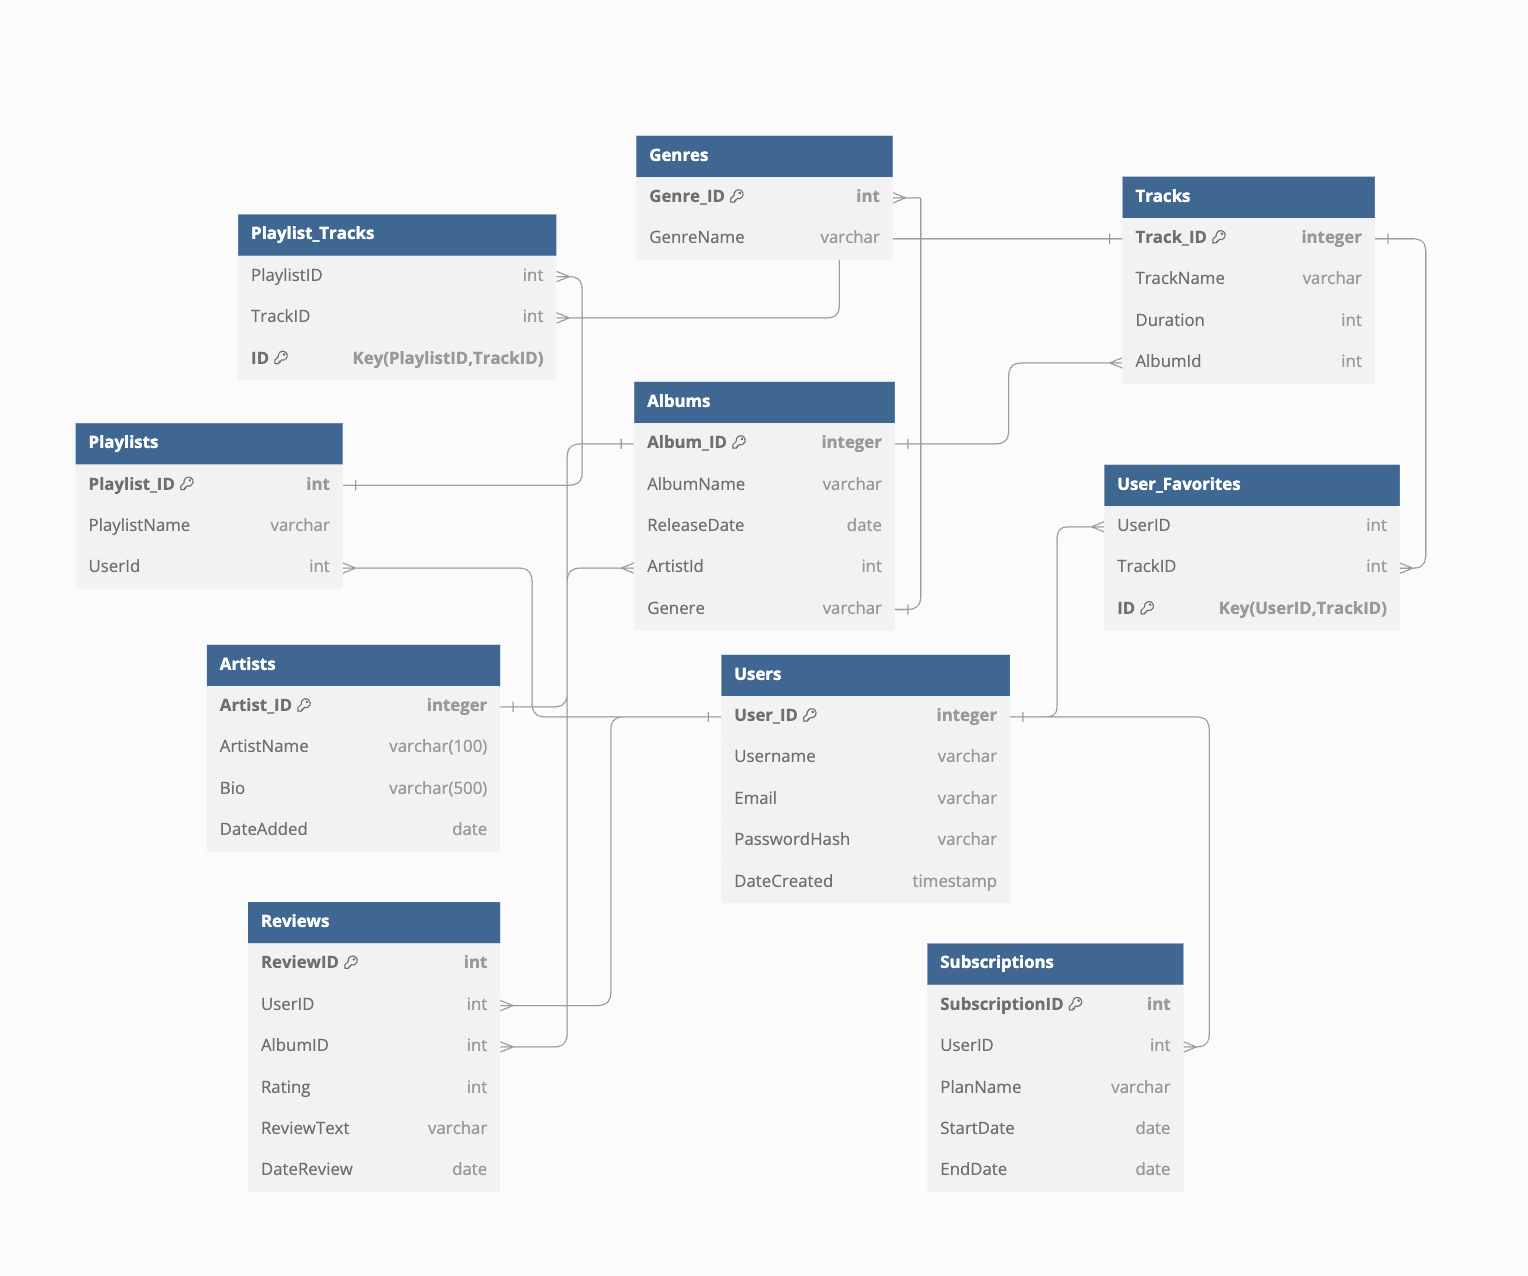 Genres
Genre_ID int
GenreName varchar
Tracks
Track_ID integer
TrackName varchar
Duration int
AlbumId int
Playlist_Tracks
PlaylistID int
TrackID int
ID Key(PlaylistID,TrackID)
Albums
Album_ID integer
AlbumName varchar
ReleaseDate date
ArtistId int
Genere varchar
Playlists
Playlist_ID int
PlaylistName varchar
UserId int
User_Favorites
UserID int
TrackID int
ID Key(UserID,TrackID)
Artists
Artist_ID integer
ArtistName varchar(100)
Bio varchar(500)
DateAdded date
Users
User_ID integer
Username varchar
Email varchar
PasswordHash varchar
DateCreated timestamp
Reviews
ReviewID int
UserID int
AlbumID int
Rating int
ReviewText varchar
DateReview date
Subscriptions
SubscriptionID int
UserID int
PlanName varchar
StartDate date
EndDate date